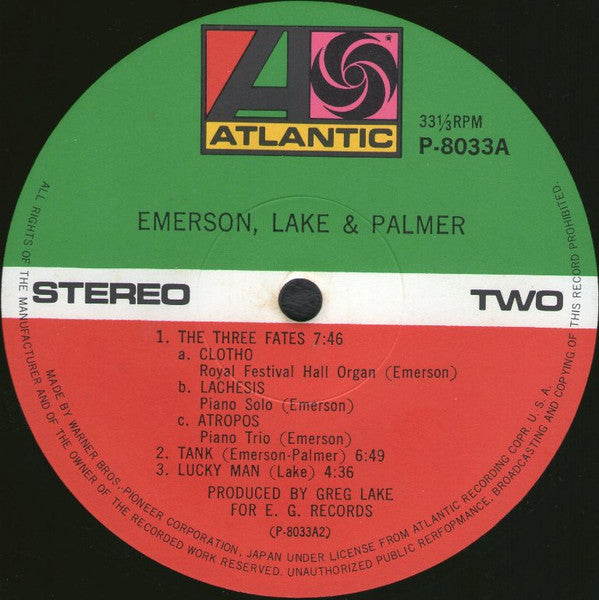 ATLANTIC
33⅓ RPM
P-8033A
EMERSON, LAKE & PALMER
STEREO
TWO
1. THE THREE FATES 7:46
a. CLOTHO
Royal Festival Hall Organ (Emerson)
b. LACHESIS
Piano Solo (Emerson)
c. ATROPOS
Piano Trio (Emerson)
2. TANK (Emerson-Palmer) 6:49
3. LUCKY MAN (Lake) 4:36
PRODUCED BY GREG LAKE
FOR E. G. RECORDS
(P-8033A2)
ALL RIGHTS OF THE MANUFACTURER AND OF THE OWNER OF THE RECORDED WORK RESERVED. UNAUTHORIZED PUBLIC RERFOPMANCE, BROADCASTING AND COPYING OF THIS RECORD PROHIBITED.
MADE BY WARNER BROS.-PIONEER CORPORATION, JAPAN UNDER LICENSE FROM ATLANTIC RECORDING COPR. U. S. A.